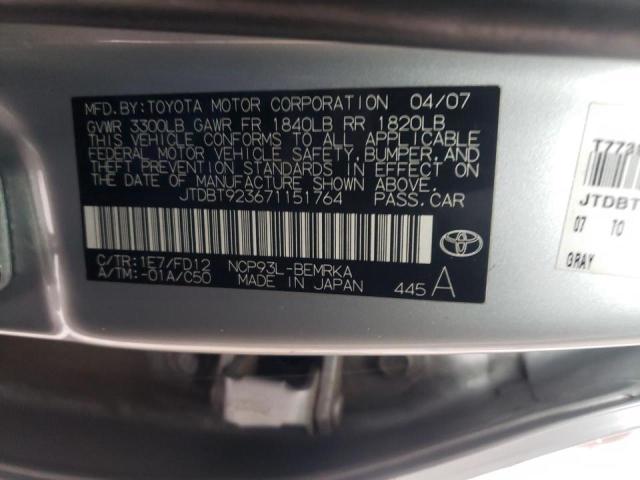 MFD.BY:TOYOTA MOTOR CORPORATION 04/07
GVWR 3300LB GAWR FR 1840LB RR 1820LB
THIS VEHICLE CONFORMS TO ALL APPLICABLE
FEDERAL MOTOR VEHICLE SAFETY, BUMPER, AND
THEFT PREVENTION STANDARDS IN EFFECT ON
THE DATE OF MANUFACTURE SHOWN ABOVE.
JTDBT923671151764 PASS.CAR
C/TR:1E7/FD12 NCP93L-BEMRKA
A/TM:-01A/C50 MADE IN JAPAN 445 A
JTDBT
07 TO
GRAY